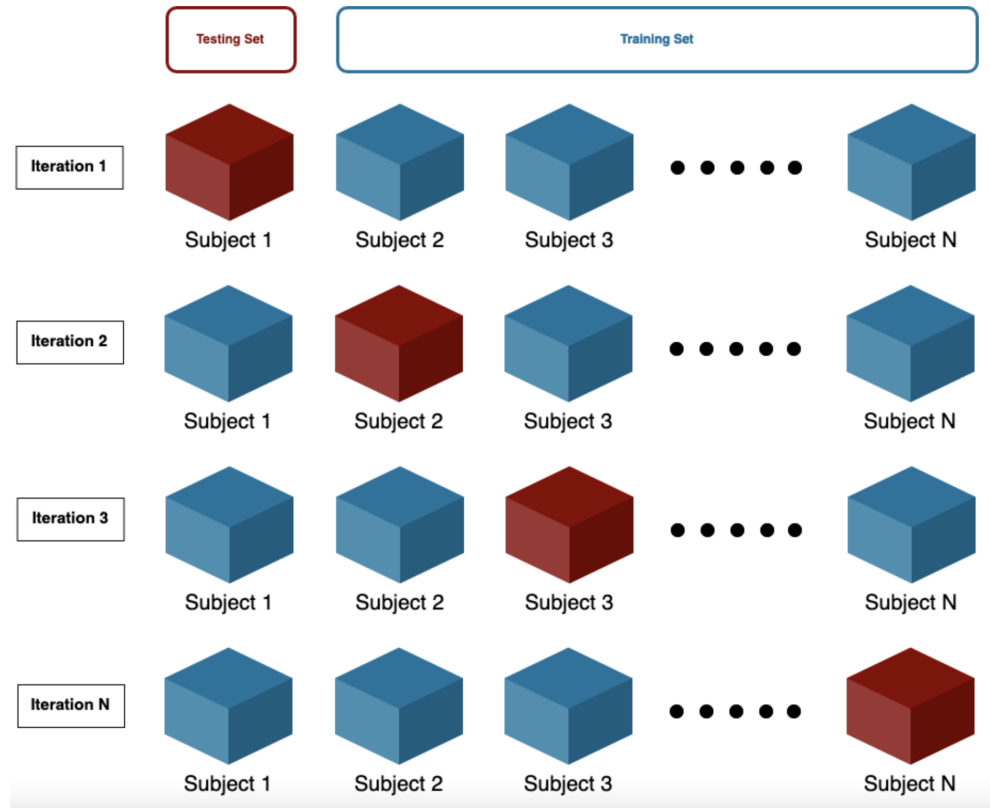 Testing Set
Training Set
Iteration 1
Subject 1
Subject 2
Subject 3
Subject N
Iteration 2
Subject 1
Subject 2
Subject 3
Subject N
Iteration 3
Subject 1
Subject 2
Subject 3
Subject N
Iteration N
Subject 1
Subject 2
Subject 3
Subject N